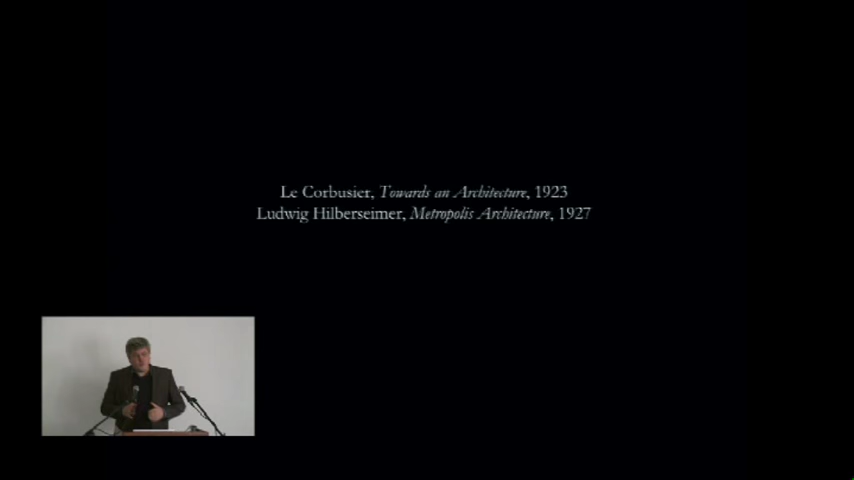 Le Corbusier, Towards an Architecture, 1923
Ludwig Hilberseimer, Metropolis Architecture, 1927